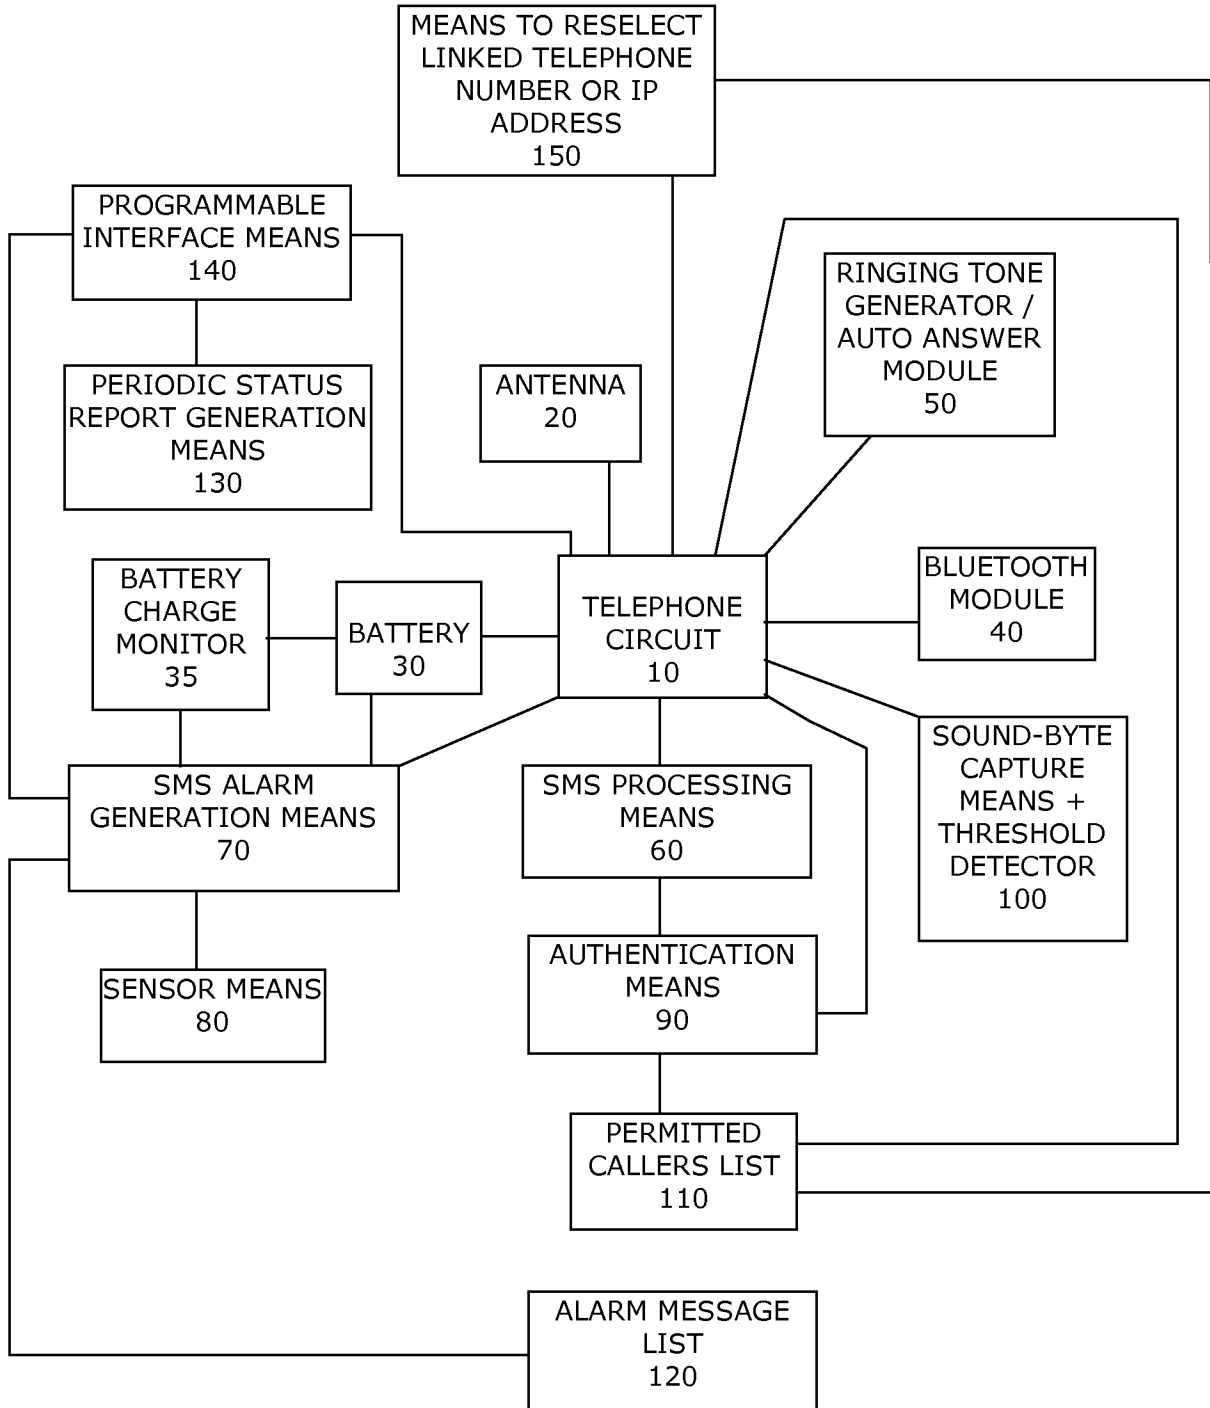 MEANS TO RESELECT
LINKED TELEPHONE
NUMBER OR IP
ADDRESS
150
PROGRAMMABLE
INTERFACE MEANS
140
RINGING TONE
GENERATOR /
AUTO ANSWER
MODULE
50
PERIODIC STATUS
REPORT GENERATION
MEANS
130
ANTENNA
20
BATTERY
CHARGE
MONITOR
35
BATTERY
30
TELEPHONE
CIRCUIT
10
BLUETOOTH
MODULE
40
SOUND-BYTE
CAPTURE
MEANS +
THRESHOLD
DETECTOR
100
SMS ALARM
GENERATION MEANS
70
SMS PROCESSING
MEANS
60
SENSOR MEANS
80
AUTHENTICATION
MEANS
90
PERMITTED
CALLERS LIST
110
ALARM MESSAGE
LIST
120